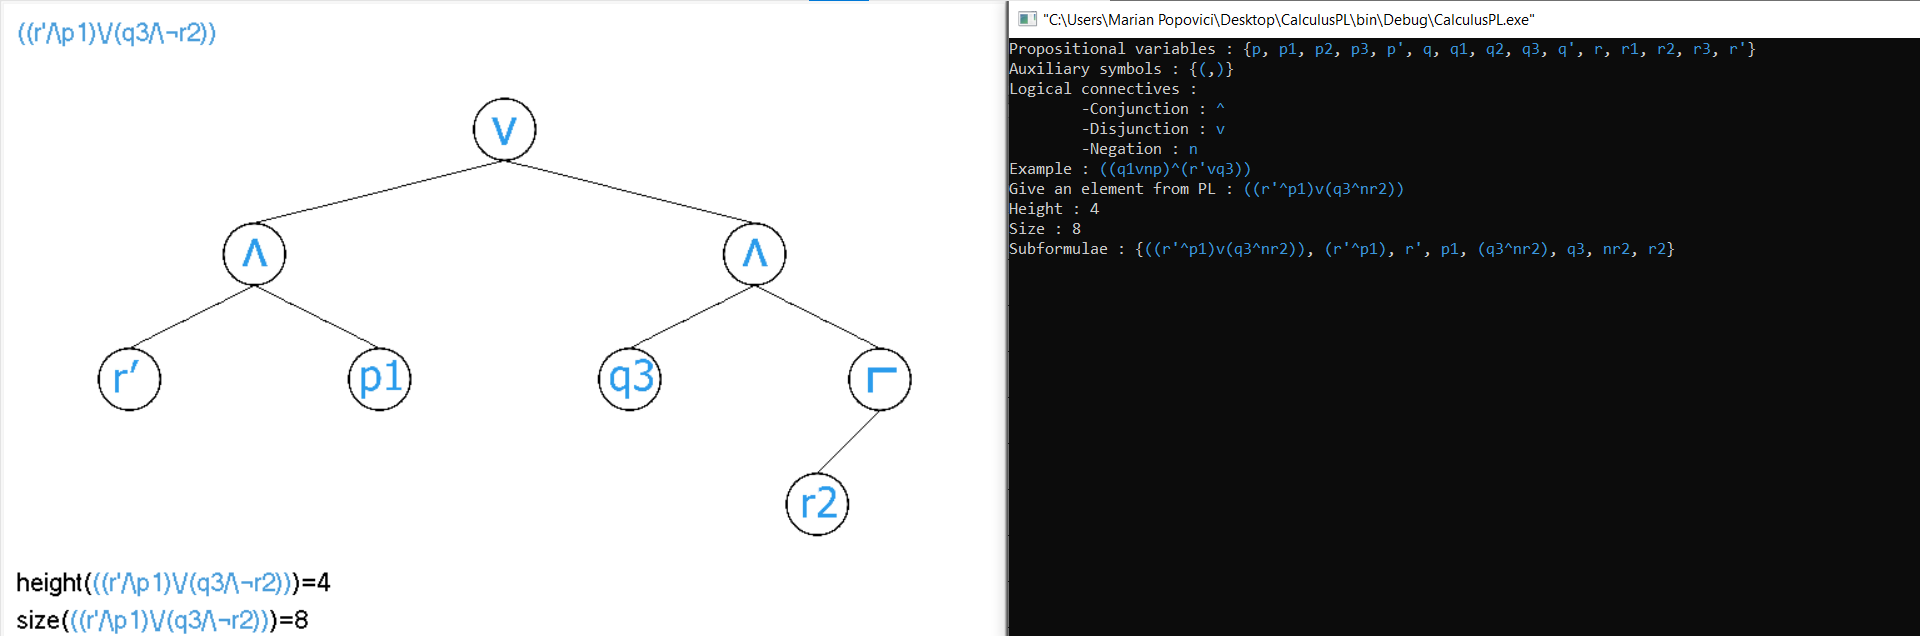 ((r'/\p1)\/(q3/\¬r2))
V
Λ Λ
r′ p1 q3 ⌐
r2
height(((r'/\p1)\/(q3/\¬r2)))=4
size(((r'/\p1)\/(q3/\¬r2)))=8
"C:\Users\Marian Popovici\Desktop\CalculusPL\bin\Debug\CalculusPL.exe"
Propositional variables : {p, p1, p2, p3, p', q, q1, q2, q3, q', r, r1, r2, r3, r'}
Auxiliary symbols : {(,)}
Logical connectives :
-Conjunction : ^
-Disjunction : v
-Negation : n
Example : ((q1vnp)^(r'vq3))
Give an element from PL : ((r'^p1)v(q3^nr2))
Height : 4
Size : 8
Subformulae : {((r'^p1)v(q3^nr2)), (r'^p1), r', p1, (q3^nr2), q3, nr2, r2}